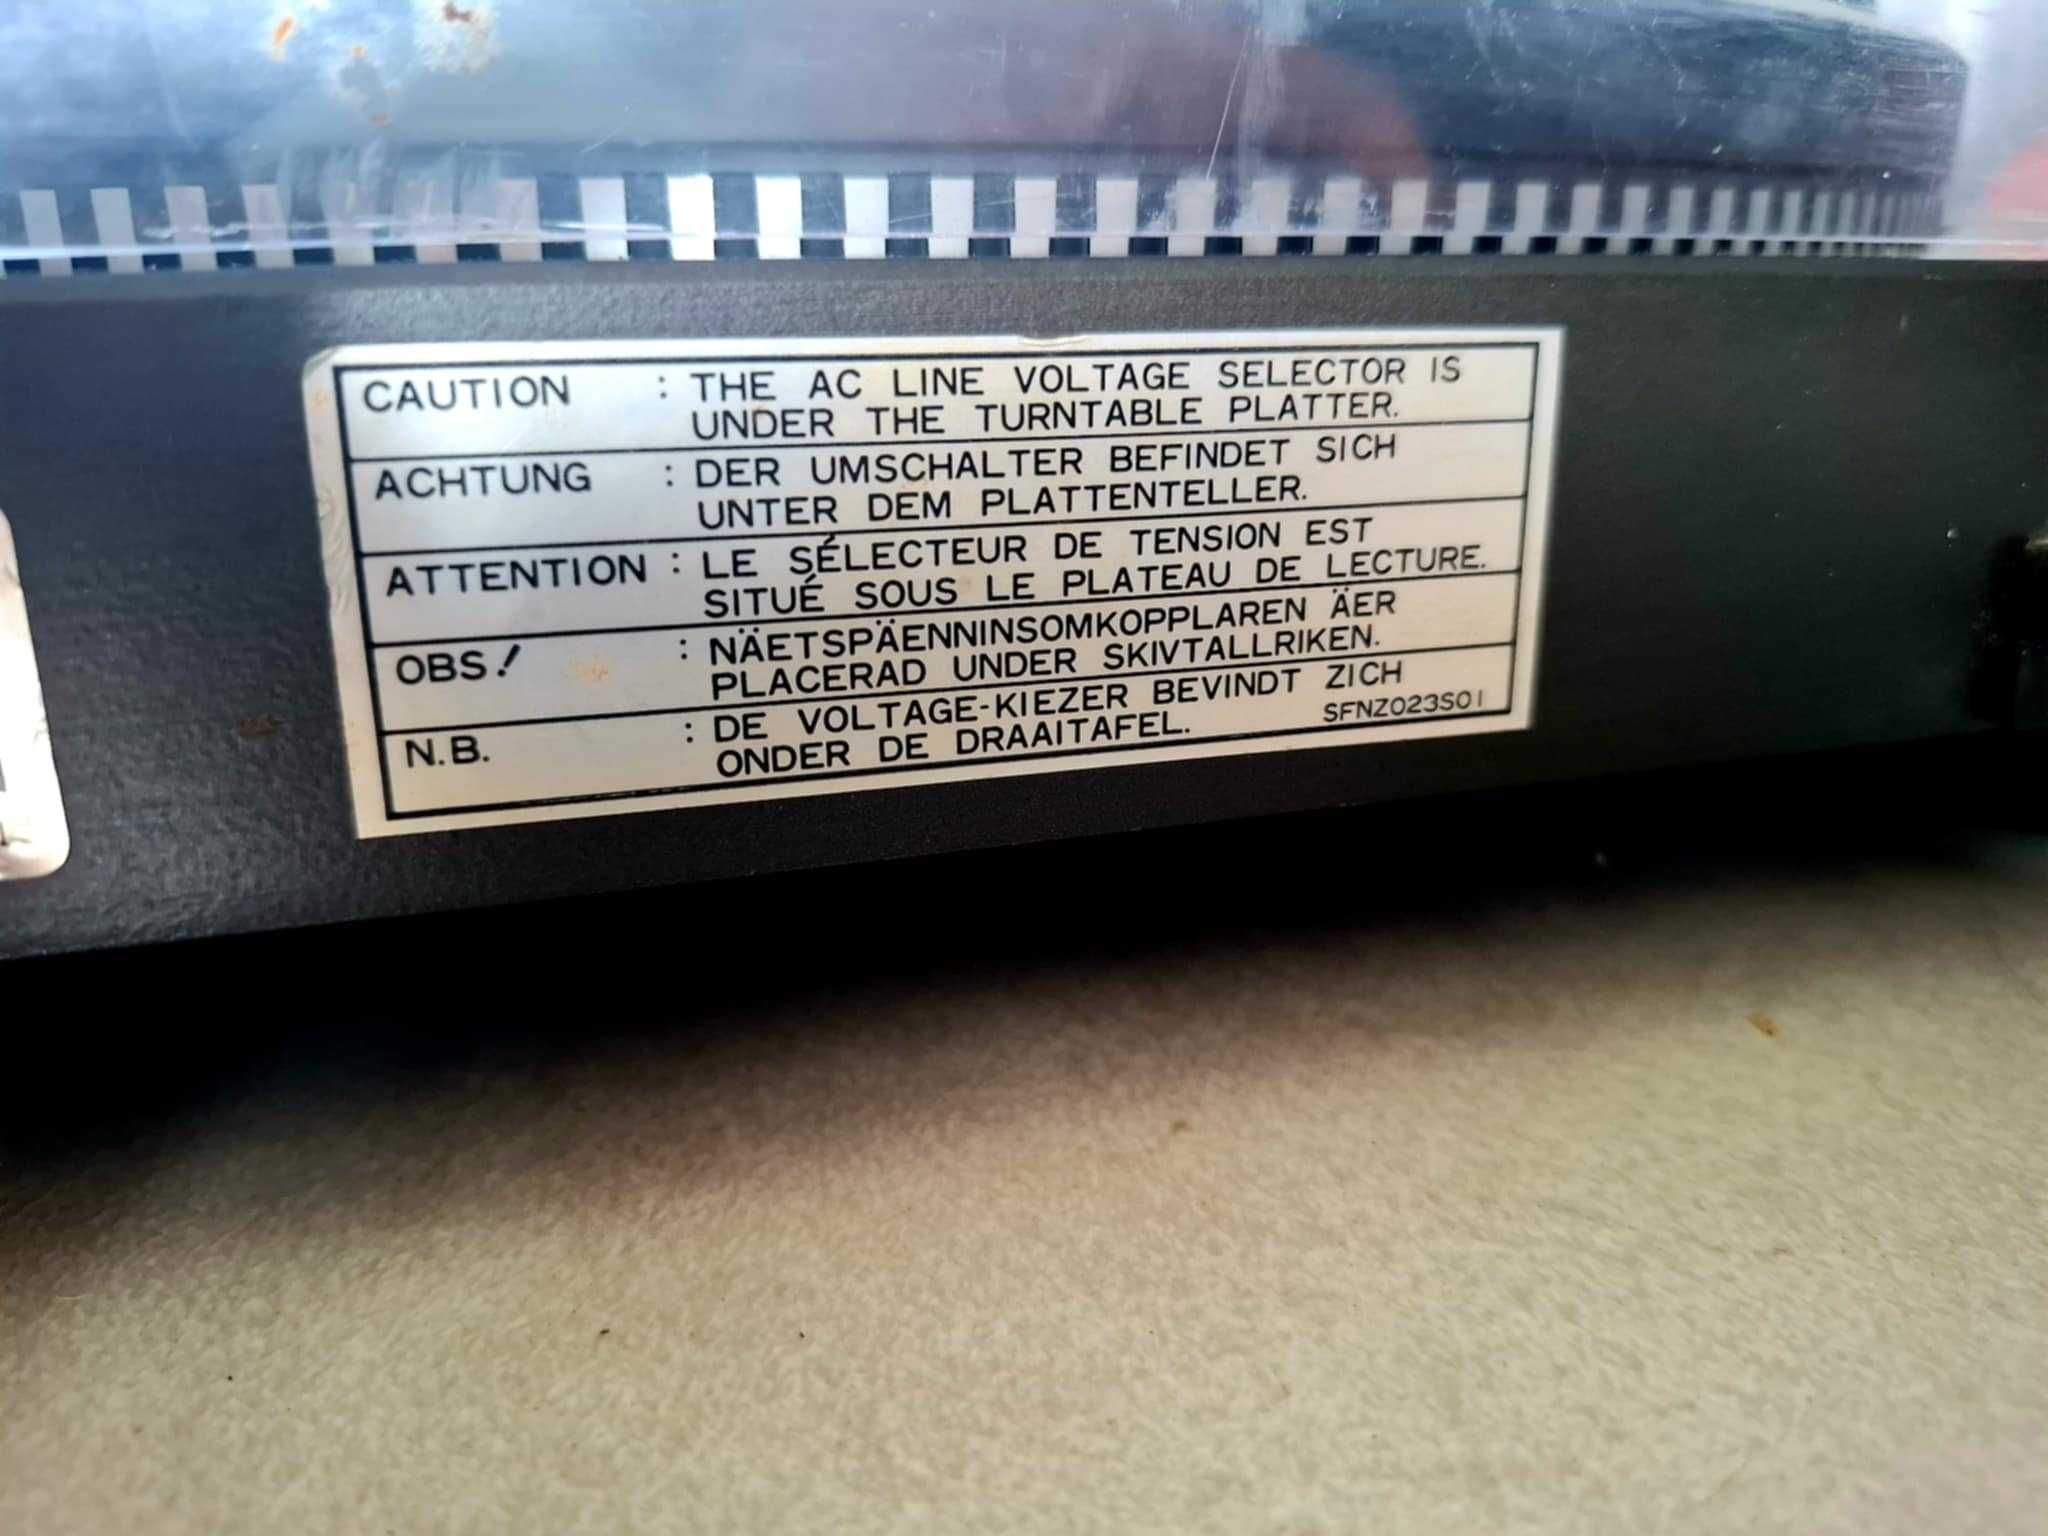 CAUTION : THE AC LINE VOLTAGE SELECTOR IS
UNDER THE TURNTABLE PLATTER.
ACHTUNG : DER UMSCHALTER BEFINDET SICH
UNTER DEM PLATTENTELLER.
ATTENTION : LE SÉLECTEUR DE TENSION EST
SITUÉ SOUS LE PLATEAU DE LECTURE.
OBS! : NÄETSPÄENNINSOMKOPPLAREN ÄER
PLACERAD UNDER SKIVTALLRIKEN.
N.B. : DE VOLTAGE-KIEZER BEVINDT ZICH
ONDER DE DRAAITAFEL.
SFNZ023S01